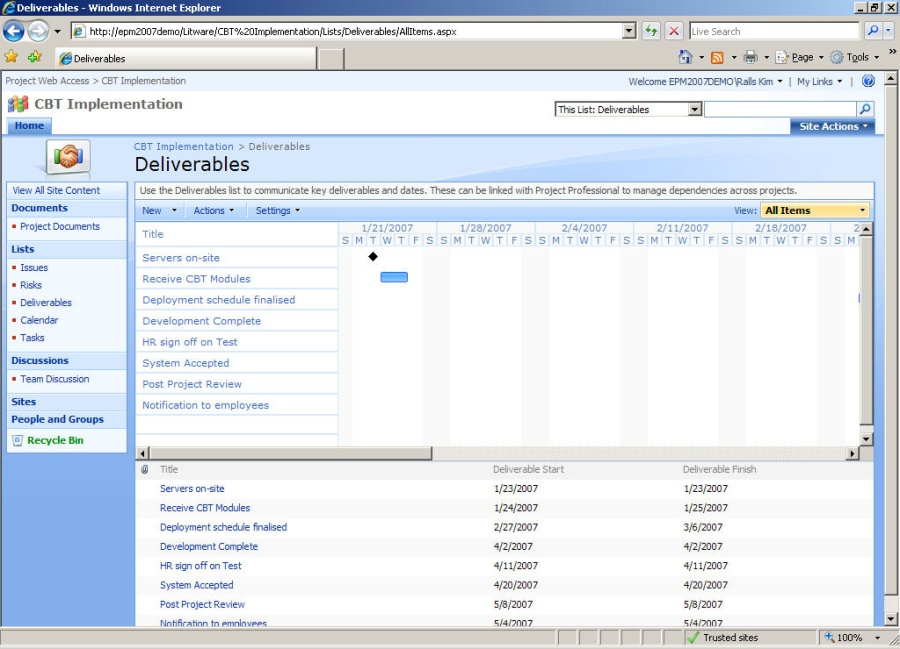 Deliverables - Windows Internet Explorer
http://epm2007demo/Litware/CBT%20Implementation/Lists/Deliverables/AllItems.aspx
Live Search
Deliverables
Page
Tools
Project Web Access > CBT Implementation
Welcome EPM2007DEMO\Ralls Kim
My Links
CBT Implementation
This List: Deliverables
Home
Site Actions
CBT Implementation > Deliverables
Deliverables
View All Site Content
Documents
Project Documents
Lists
Issues
Risks
Deliverables
Calendar
Tasks
Discussions
Team Discussion
Sites
People and Groups
Recycle Bin
Use the Deliverables list to communicate key deliverables and dates. These can be linked with Project Professional to manage dependencies across projects.
New Actions Settings View: All Items
Title
1/21/2007 1/28/2007 2/4/2007 2/11/2007 2/18/2007 2
S M T W T F S S M T W T F S S M T W T F S S M T W T F S S M T W T F S S M
Servers on-site
Receive CBT Modules
Deployment schedule finalised
Development Complete
HR sign off on Test
System Accepted
Post Project Review
Notification to employees
Title Deliverable Start Deliverable Finish
Servers on-site 1/23/2007 1/23/2007
Receive CBT Modules 1/24/2007 1/25/2007
Deployment schedule finalised 2/27/2007 3/6/2007
Development Complete 4/2/2007 4/2/2007
HR sign off on Test 4/11/2007 4/11/2007
System Accepted 4/20/2007 4/20/2007
Post Project Review 5/8/2007 5/8/2007
Notification to employees 5/4/2007 5/4/2007
Trusted sites
100%